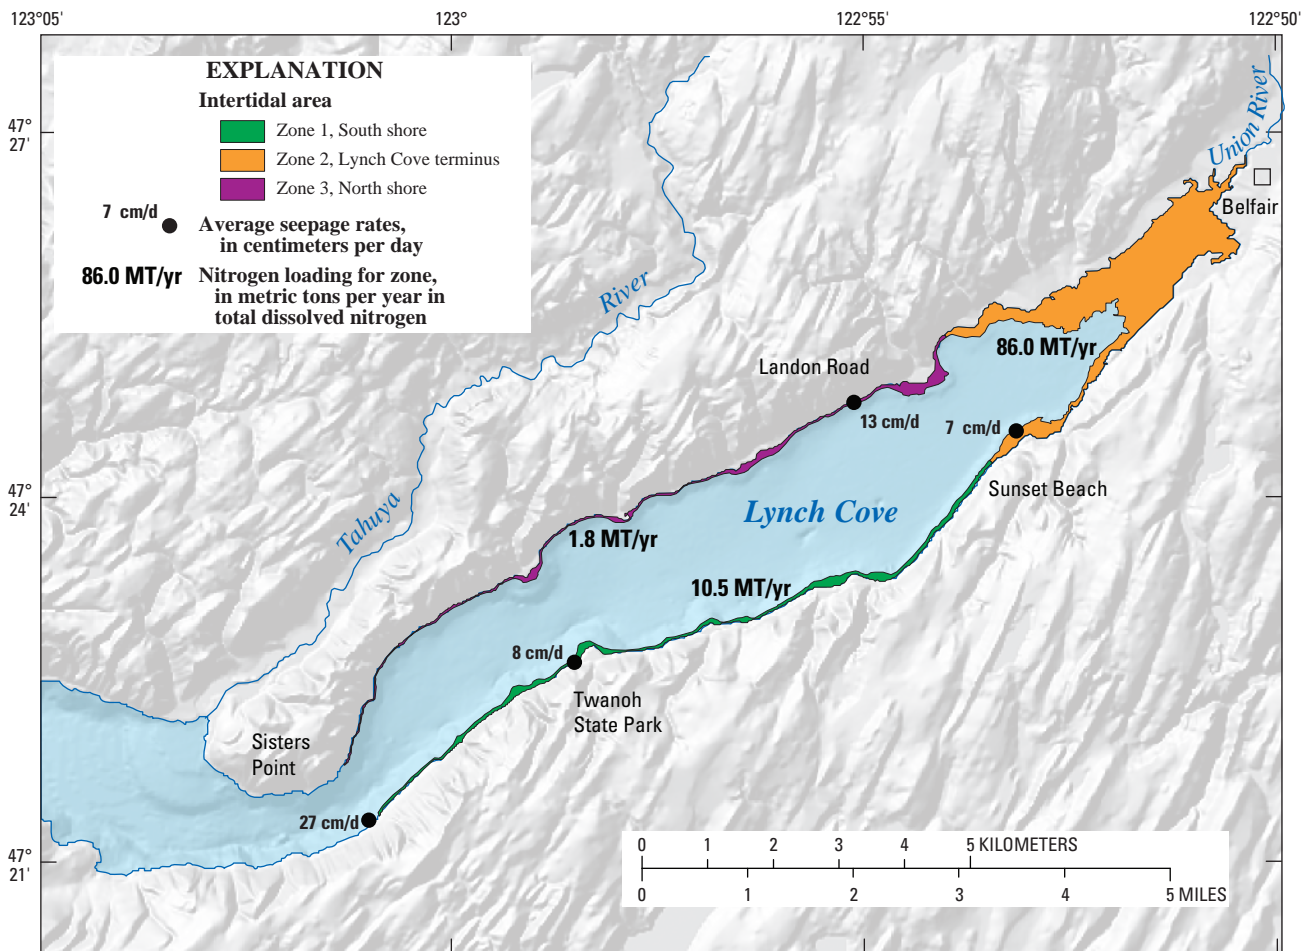 123°05'
123°
122°55'
122°50'
EXPLANATION
Intertidal area
Zone 1, South shore
Zone 2, Lynch Cove terminus
Zone 3, North shore
7 cm/d
Average seepage rates,
in centimeters per day
86.0 MT/yr
Nitrogen loading for zone,
in metric tons per year in
total dissolved nitrogen
47°
27'
Union River
Belfair
River
86.0 MT/yr
Landon Road
13 cm/d
7 cm/d
47°
24'
Sunset Beach
Tahuya
Lynch Cove
1.8 MT/yr
10.5 MT/yr
8 cm/d
Twanoh
State Park
Sisters
Point
27 cm/d
47°
21'
0 1 2 3 4 5 KILOMETERS
0 1 2 3 4 5 MILES